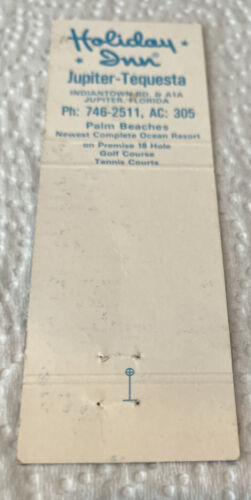 Holiday
Inn
Jupiter-Tequesta
INDIANTOWN RD. & A1A
JUPITER, FLORIDA
Ph: 746-2511, AC: 305
Palm Beaches
Newest Complete Ocean Resort
on Premise 18 Hole
Golf Course
Tennis Courts